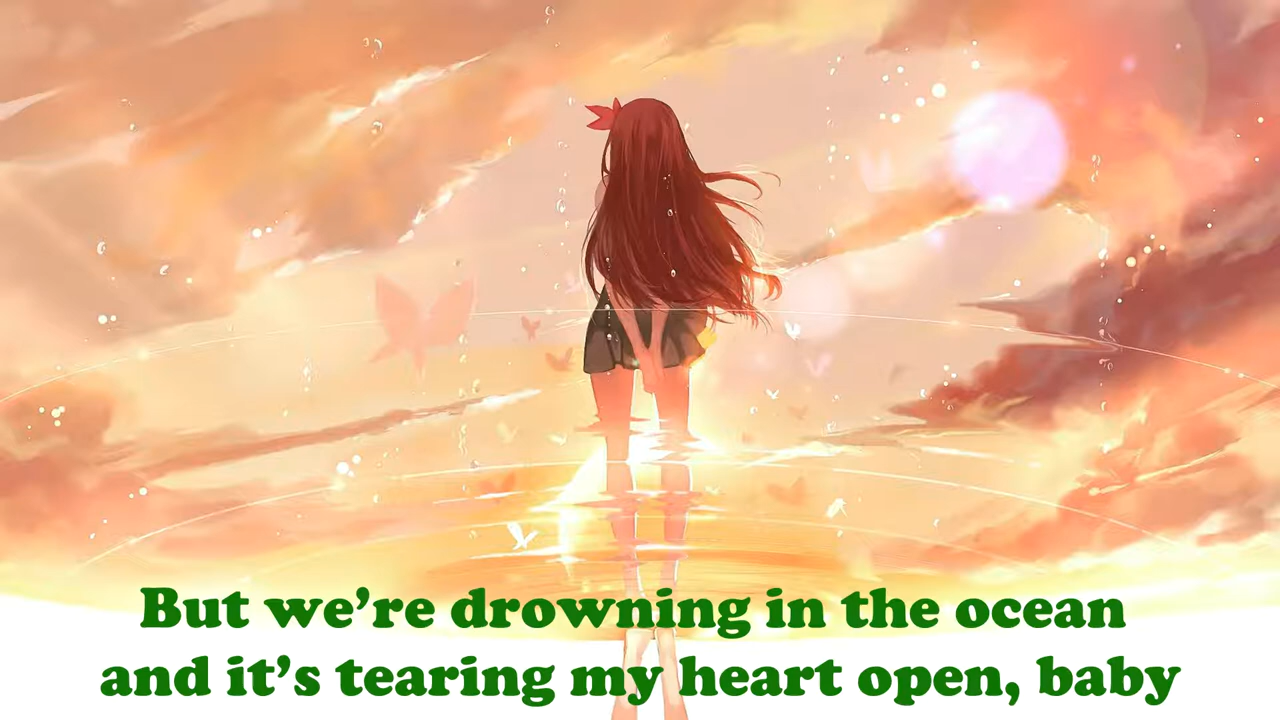 But we’re drowning in the ocean
and it’s tearing my heart open, baby